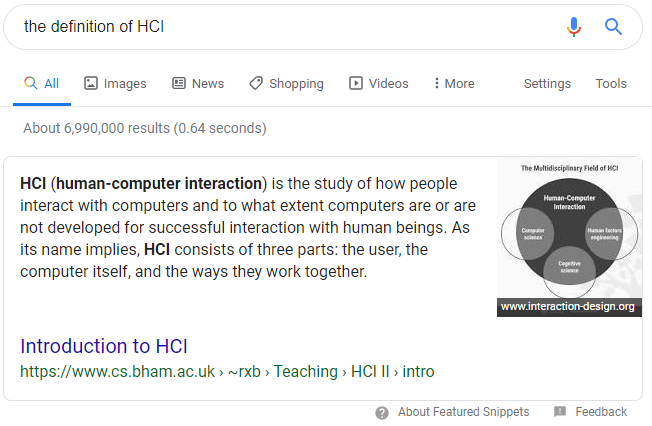 the definition of HCI
All
Images
News
Shopping
Videos
More
Settings
Tools
About 6,990,000 results (0.64 seconds)
HCI (human-computer interaction) is the study of how people
interact with computers and to what extent computers are or are
not developed for successful interaction with human beings. As
its name implies, HCI consists of three parts: the user, the
computer itself, and the ways they work together.
The Multidisciplinary Field of HCI
Human-Computer
Interaction
Computer
science
Human factors
engineering
Cognitive
science
www.interaction-design.org
Introduction to HCI
https://www.cs.bham.ac.uk › ~rxb › Teaching › HCI II › intro
About Featured Snippets
Feedback